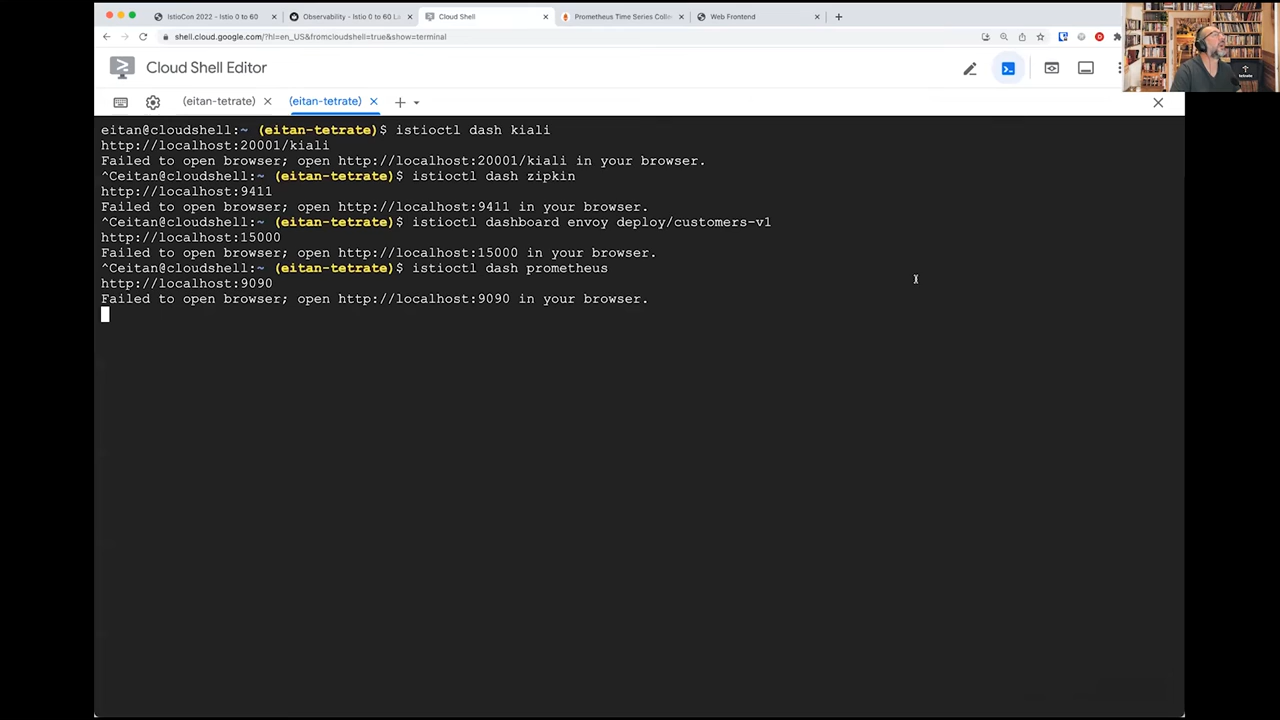 IstioCon 2022 - Istio 0 to 60
Observability - Istio 0 to 60 La
Cloud Shell
Prometheus Time Series Colle
Web Frontend
shell.cloud.google.com/?hl=en_US&fromcloudshell=true&show=terminal
Cloud Shell Editor
tetrate
(eitan-tetrate)
(eitan-tetrate)
eitan@cloudshell:~ (eitan-tetrate)$ istioctl dash kiali
http://localhost:20001/kiali
Failed to open browser; open http://localhost:20001/kiali in your browser.
^Ceitan@cloudshell:~ (eitan-tetrate)$ istioctl dash zipkin
http://localhost:9411
Failed to open browser; open http://localhost:9411 in your browser.
^Ceitan@cloudshell:~ (eitan-tetrate)$ istioctl dashboard envoy deploy/customers-v1
http://localhost:15000
Failed to open browser; open http://localhost:15000 in your browser.
^Ceitan@cloudshell:~ (eitan-tetrate)$ istioctl dash prometheus
http://localhost:9090
Failed to open browser; open http://localhost:9090 in your browser.